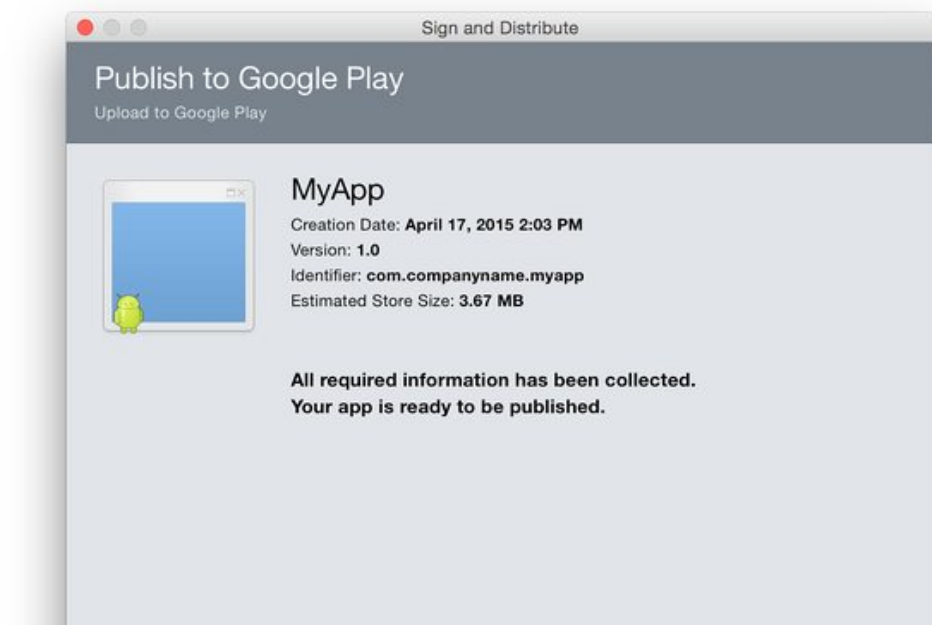 Sign and Distribute
Publish to Google Play
Upload to Google Play
MyApp
Creation Date: April 17, 2015 2:03 PM
Version: 1.0
Identifier: com.companyname.myapp
Estimated Store Size: 3.67 MB
All required information has been collected.
Your app is ready to be published.